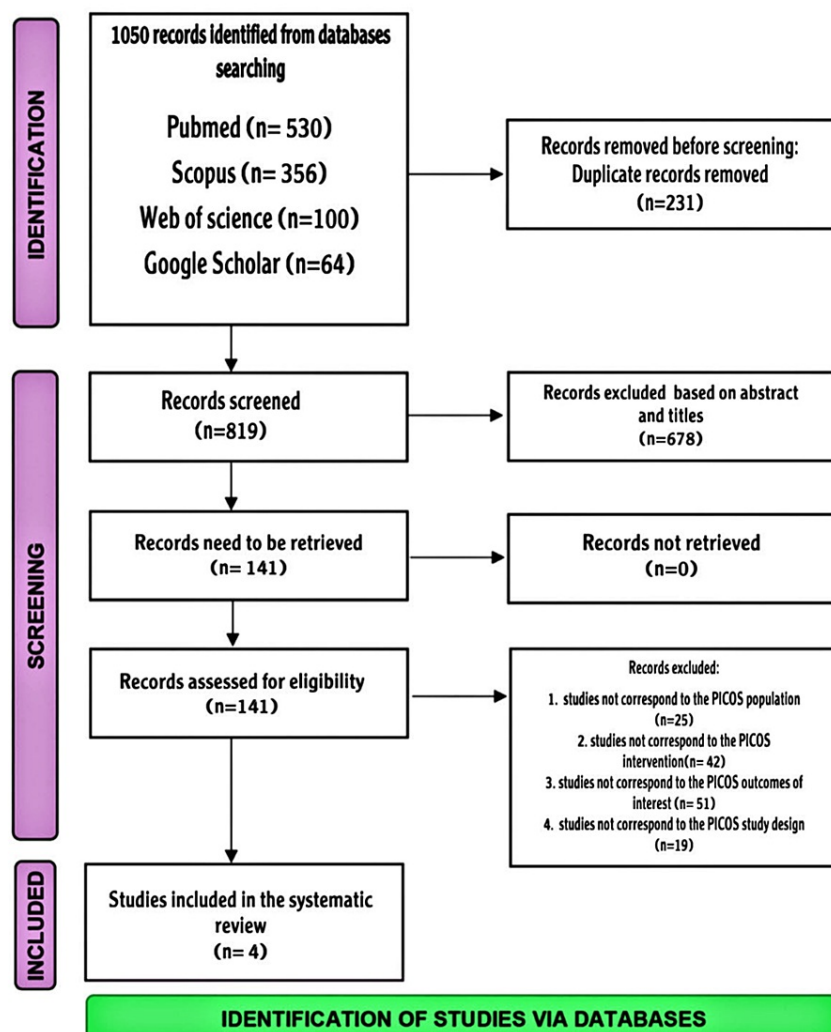 IDENTIFICATION
1050 records identified from databases
searching
Pubmed (n= 530)
Scopus (n= 356)
Web of science (n=100)
Google Scholar (n=64)
Records removed before screening:
Duplicate records removed
(n=231)
SCREENING
Records screened
(n=819)
Records excluded based on abstract
and titles
(n=678)
Records need to be retrieved
(n= 141)
Records not retrieved
(n=0)
Records assessed for eligibility
(n=141)
Records excluded:
1. studies not correspond to the PICOS population
(n=25)
2. studies not correspond to the PICOS
intervention(n= 42)
3. studies not correspond to the PICOS outcomes of
interest (n= 51)
4. studies not correspond to the PICOS study design
(n=19)
INCLUDED
Studies included in the systematic
review
(n= 4)
IDENTIFICATION OF STUDIES VIA DATABASES